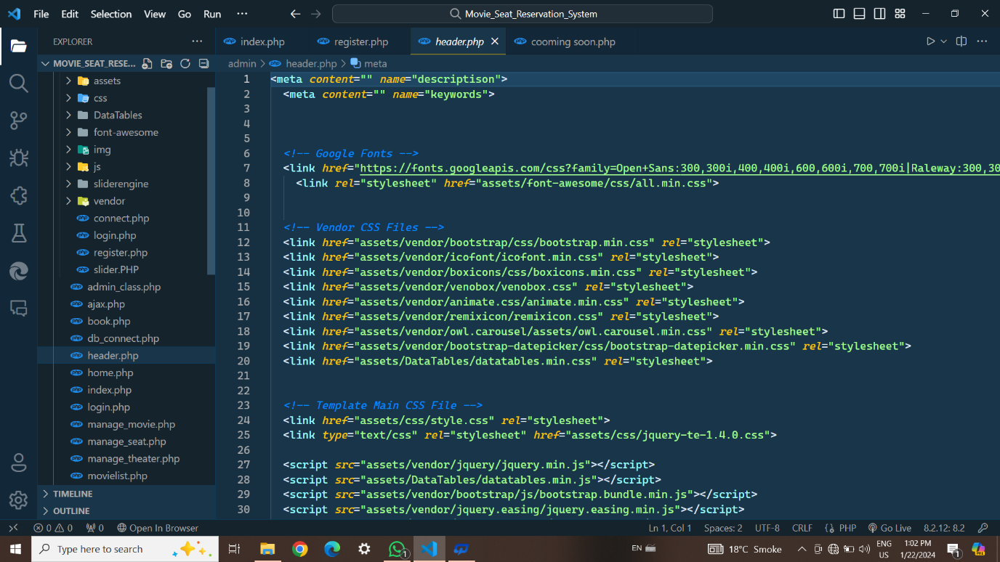 File Edit Selection View Go Run ··· Movie_Seat_Reservation_System
EXPLORER ···
index.php register.php header.php cooming soon.php
MOVIE_SEAT_RESE...
admin > header.php > meta
assets
css
DataTables
font-awesome
img
js
sliderengine
vendor
connect.php
login.php
register.php
slider.PHP
admin_class.php
ajax.php
book.php
db_connect.php
header.php
home.php
index.php
login.php
manage_movie.php
manage_seat.php
manage_theater.php
movielist.php
TIMELINE
OUTLINE
1 <meta content="" name="descriptison">
2 <meta content="" name="keywords">
3
4
5
6 <!-- Google Fonts -->
7 <link href="https://fonts.googleapis.com/css?family=Open+Sans:300,300i,400,400i,600,600i,700,700i|Raleway:300,30
8 <link rel="stylesheet" href="assets/font-awesome/css/all.min.css">
9
10
11 <!-- Vendor CSS Files -->
12 <link href="assets/vendor/bootstrap/css/bootstrap.min.css" rel="stylesheet">
13 <link href="assets/vendor/icofont/icofont.min.css" rel="stylesheet">
14 <link href="assets/vendor/boxicons/css/boxicons.min.css" rel="stylesheet">
15 <link href="assets/vendor/venobox/venobox.css" rel="stylesheet">
16 <link href="assets/vendor/animate.css/animate.min.css" rel="stylesheet">
17 <link href="assets/vendor/remixicon/remixicon.css" rel="stylesheet">
18 <link href="assets/vendor/owl.carousel/assets/owl.carousel.min.css" rel="stylesheet">
19 <link href="assets/vendor/bootstrap-datepicker/css/bootstrap-datepicker.min.css" rel="stylesheet">
20 <link href="assets/DataTables/datatables.min.css" rel="stylesheet">
21
22
23 <!-- Template Main CSS File -->
24 <link href="assets/css/style.css" rel="stylesheet">
25 <link type="text/css" rel="stylesheet" href="assets/css/jquery-te-1.4.0.css">
26
27 <script src="assets/vendor/jquery/jquery.min.js"></script>
28 <script src="assets/DataTables/datatables.min.js"></script>
29 <script src="assets/vendor/bootstrap/js/bootstrap.bundle.min.js"></script>
30 <script src="assets/vendor/jquery.easing/jquery.easing.min.js"></script>
0 0 0 Open In Browser Ln 1, Col 1 Spaces: 2 UTF-8 CRLF {} PHP Go Live 8.2.12: 8.2
Type here to search 1 EN 18°C Smoke ENG US 1:02 PM 1/22/2024 1 PRE